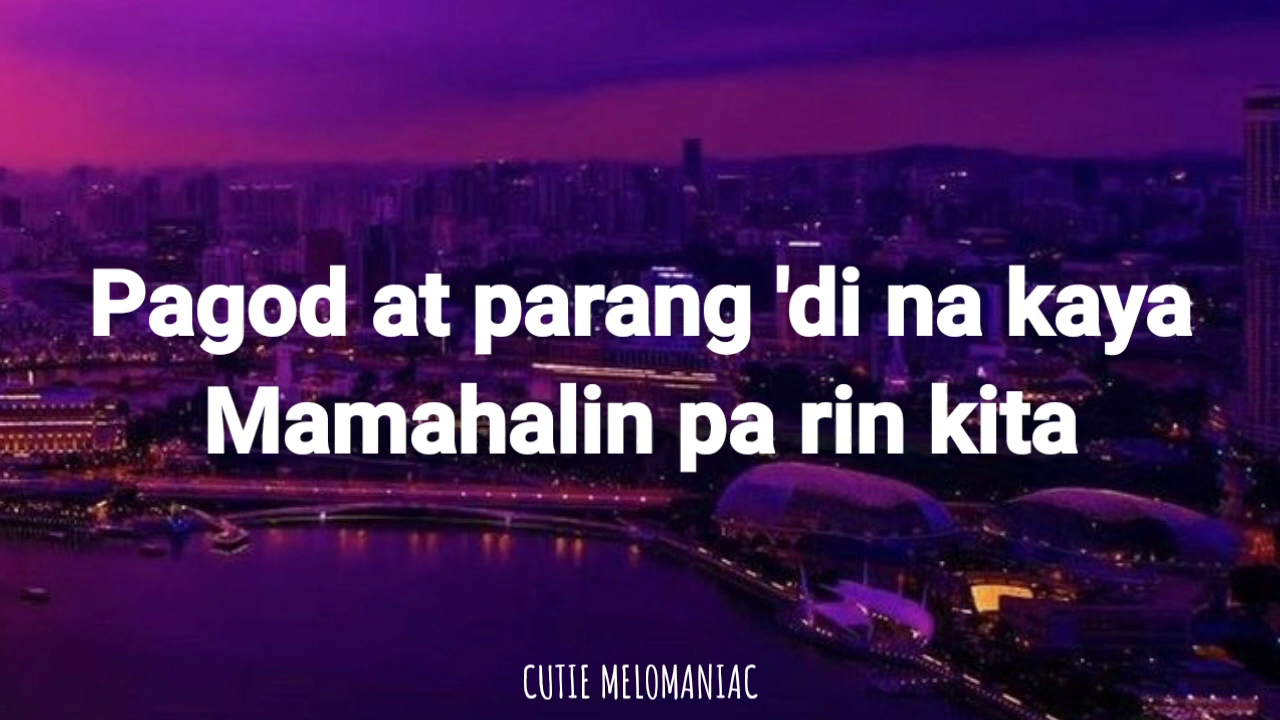 Pagod at parang 'di na kaya
Mamahalin pa rin kita
CUTIE MELOMANIAC